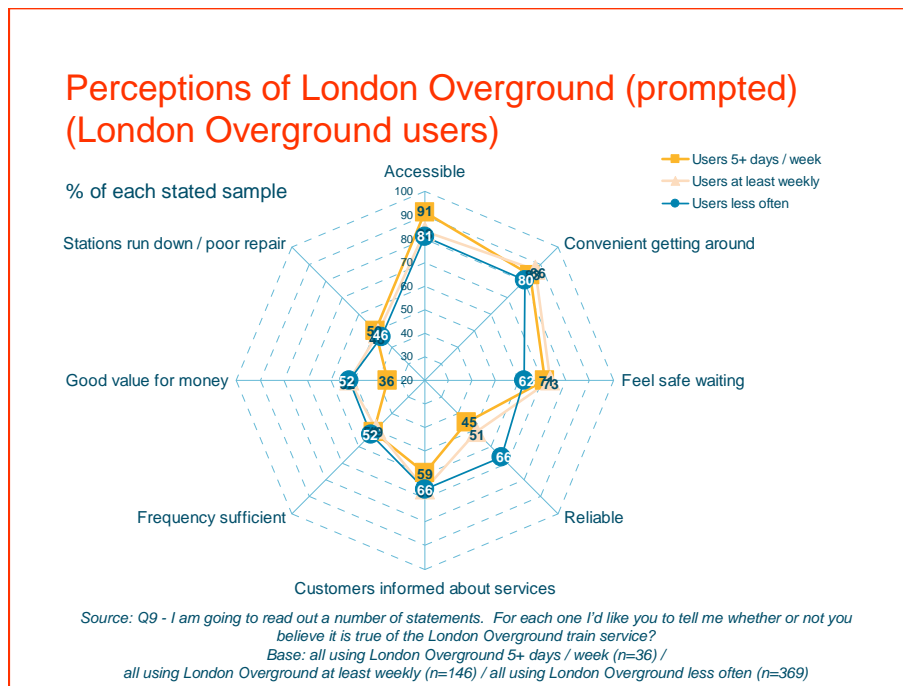 Perceptions of London Overground (prompted)
(London Overground users)
% of each stated sample
Users 5+ days / week
Users at least weekly
Users less often
Accessible
100
90
80
70
60
50
40
30
20
91
81
Stations run down / poor repair
Convenient getting around
86
80
46
Good value for money
52
36
62
71
73
Feel safe waiting
45
51
52
59
66
66
Frequency sufficient
Reliable
Customers informed about services
Source: Q9 - I am going to read out a number of statements. For each one I'd like you to tell me whether or not you
believe it is true of the London Overground train service?
Base: all using London Overground 5+ days / week (n=36) /
all using London Overground at least weekly (n=146) / all using London Overground less often (n=369)